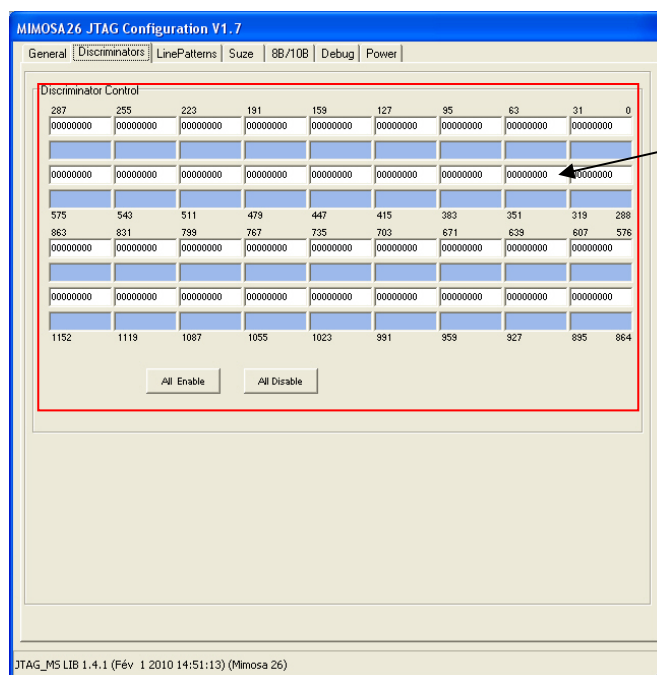 MIMOSA26 JTAG Configuration V1.7
General Discriminators LinePatterns Suze 8B/10B Debug Power
Discriminator Control
287 255 223 191 159 127 95 63 31 0
00000000 00000000 00000000 00000000 00000000 00000000 00000000 00000000 00000000
00000000 00000000 00000000 00000000 00000000 00000000 00000000 00000000 00000000
575 543 511 479 447 415 383 351 319 288
863 831 799 767 735 703 671 639 607 576
00000000 00000000 00000000 00000000 00000000 00000000 00000000 00000000 00000000
00000000 00000000 00000000 00000000 00000000 00000000 00000000 00000000 00000000
1152 1119 1087 1055 1023 991 959 927 895 864
All Enable All Disable
JTAG_MS LIB 1.4.1 (Fév 1 2010 14:51:13) (Mimosa 26)